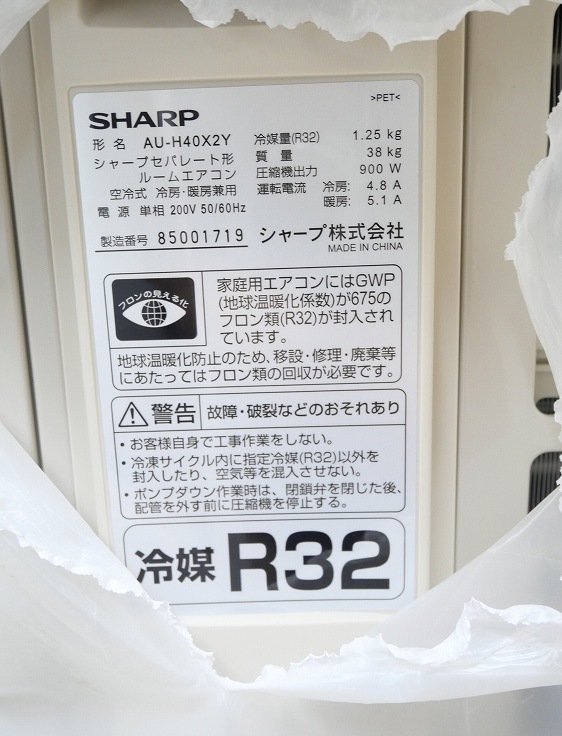 >PET<
SHARP
形 名 AU-H40X2Y
シャープセパレート形
ルームエアコン
空冷式 冷房・暖房兼用
電 源 単相 200V 50/60Hz
製造番号 85001719
冷媒量(R32) 1.25 kg
質 量 38 kg
圧縮機出力 900 W
運転電流 冷房: 4.8 A
暖房: 5.1 A
シャープ株式会社
MADE IN CHINA
フロンの見える化
家庭用エアコンにはGWP
(地球温暖化係数)が675の
フロン類(R32)が封入され
ています。
地球温暖化防止のため、移設・修理・廃棄等
にあたってはフロン類の回収が必要です。
警告 故障・破裂などのおそれあり
・お客様自身で工事作業をしない。
・冷凍サイクル内に指定冷媒(R32)以外を
封入したり、空気等を混入させない。
・ポンプダウン作業時は、閉鎖弁を閉じた後、
配管を外す前に圧縮機を停止する。
冷媒 R32